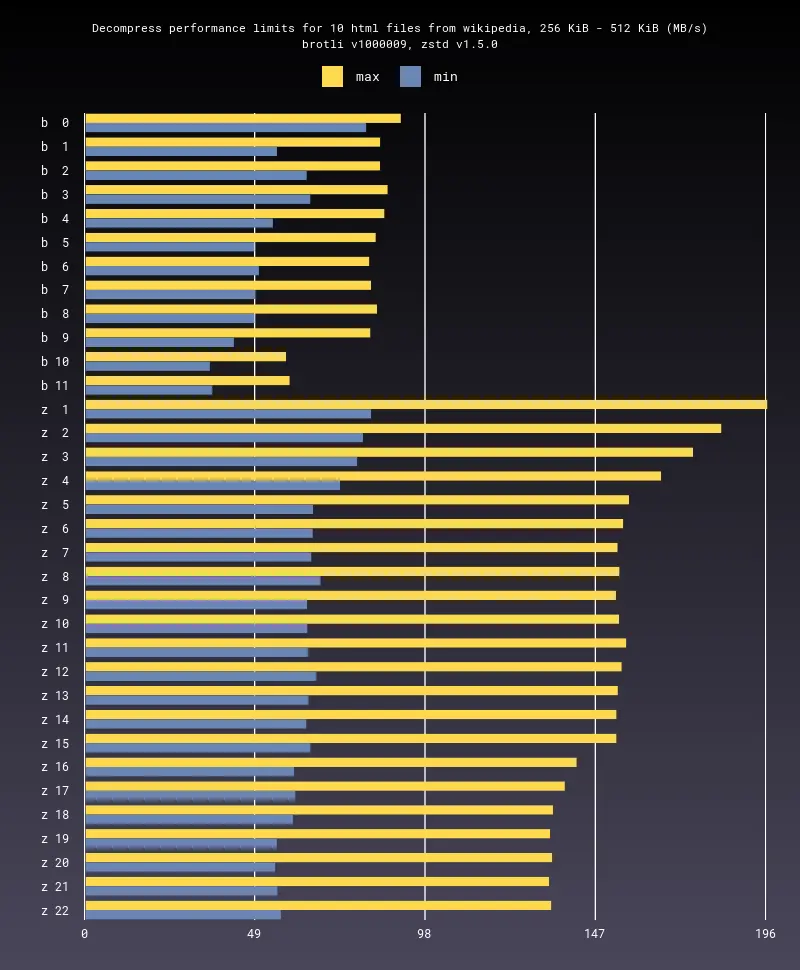 Decompress performance limits for 10 html files from wikipedia, 256 KiB - 512 KiB (MB/s)
brotli v1000009, zstd v1.5.0
max min
b 0
b 1
b 2
b 3
b 4
b 5
b 6
b 7
b 8
b 9
b 10
b 11
z 1
z 2
z 3
z 4
z 5
z 6
z 7
z 8
z 9
z 10
z 11
z 12
z 13
z 14
z 15
z 16
z 17
z 18
z 19
z 20
z 21
z 22
0 49 98 147 196